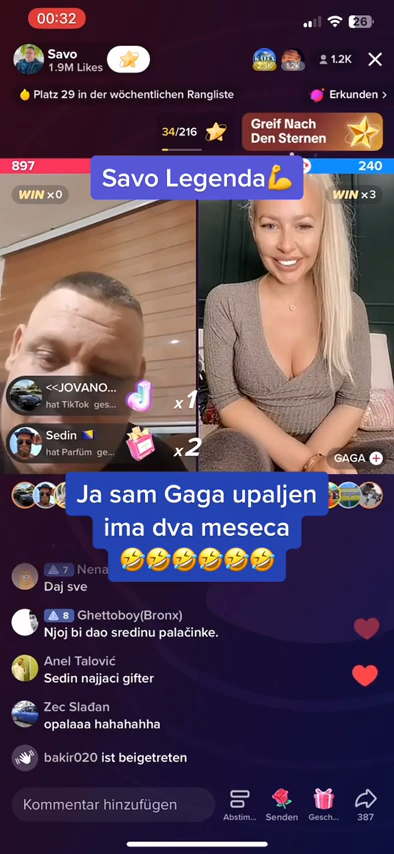 00:32
26
Savo
1.9M Likes
1.2K
Platz 29 in der wöchentlichen Rangliste
Erkunden >
34/216
Greif Nach
Den Sternen
897
240
Savo Legenda💪
WIN x0
WIN x3
<<JOVANO...
hat TikTok ges...
x1
Sedin 🇧🇦
hat Parfüm ge...
x2
GAGA
Ja sam Gaga upaljen
ima dva meseca
🤣🤣🤣🤣🤣🤣
7 Nena
Daj sve
8 Ghettoboy(Bronx)
Njoj bi dao sredinu palačinke.
Anel Talović
Sedin najjaci gifter
Zec Slađan
opalaaa hahahahha
bakir020 ist beigetreten
Kommentar hinzufügen
Abstim...
Senden
Gesch...
387